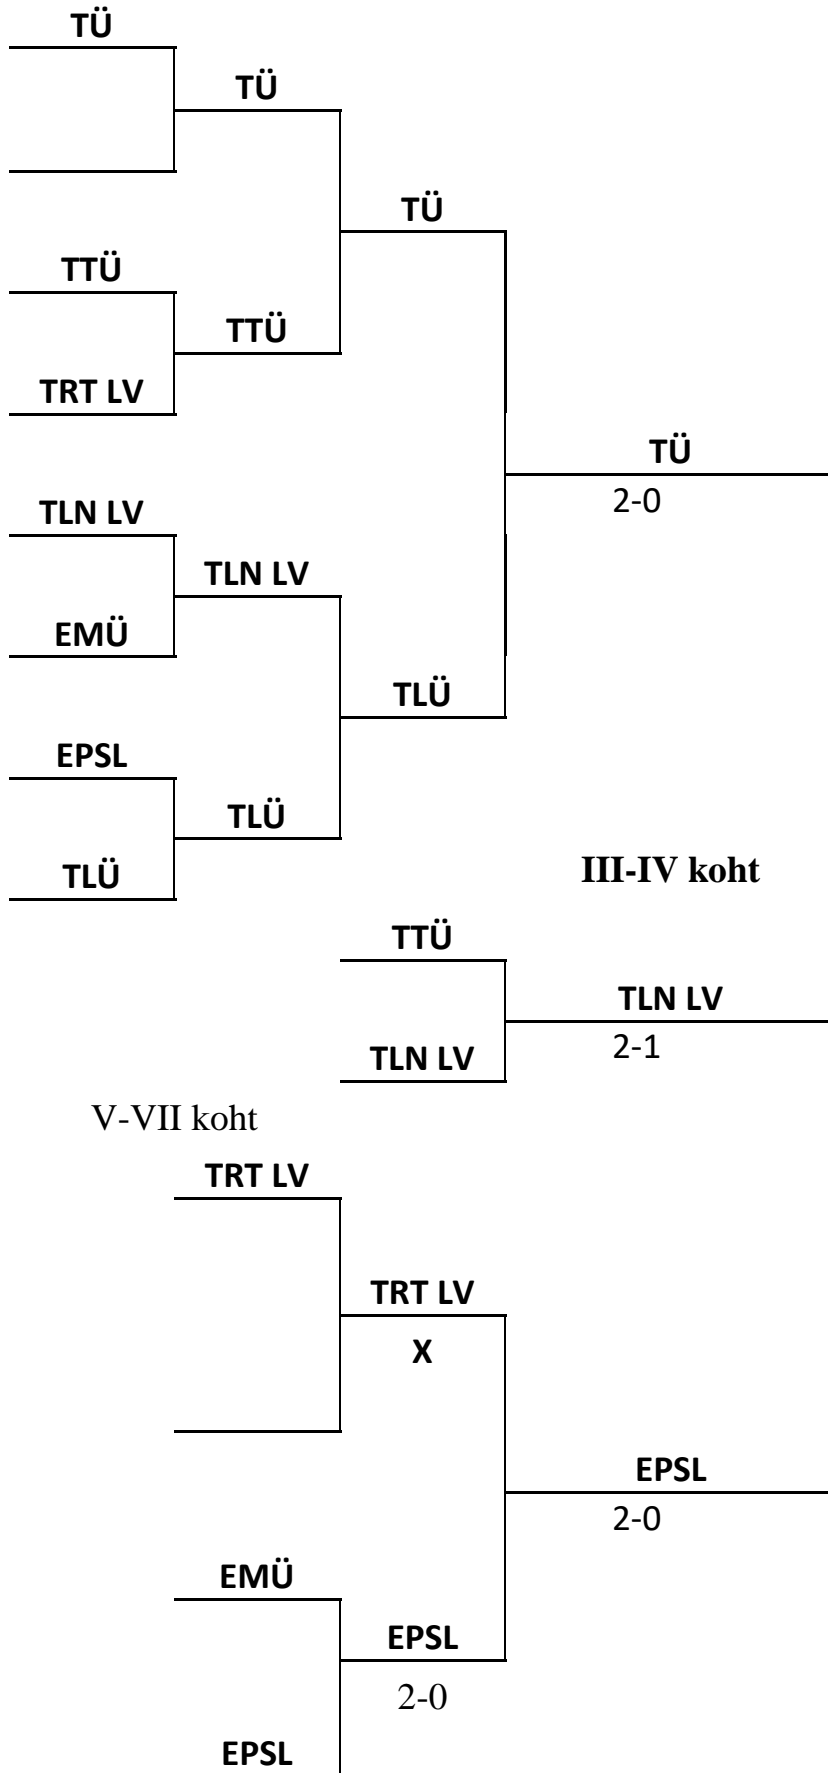 TÜ
TÜ
TÜ
TTÜ
TTÜ
TRT LV
TÜ
2-0
TLN LV
TLN LV
EMÜ
TLÜ
EPSL
TLÜ
TLÜ
III-IV koht
TTÜ
TLN LV
TLN LV
2-1
V-VII koht
TRT LV
TRT LV
X
EPSL
2-0
EMÜ
EPSL
2-0
EPSL